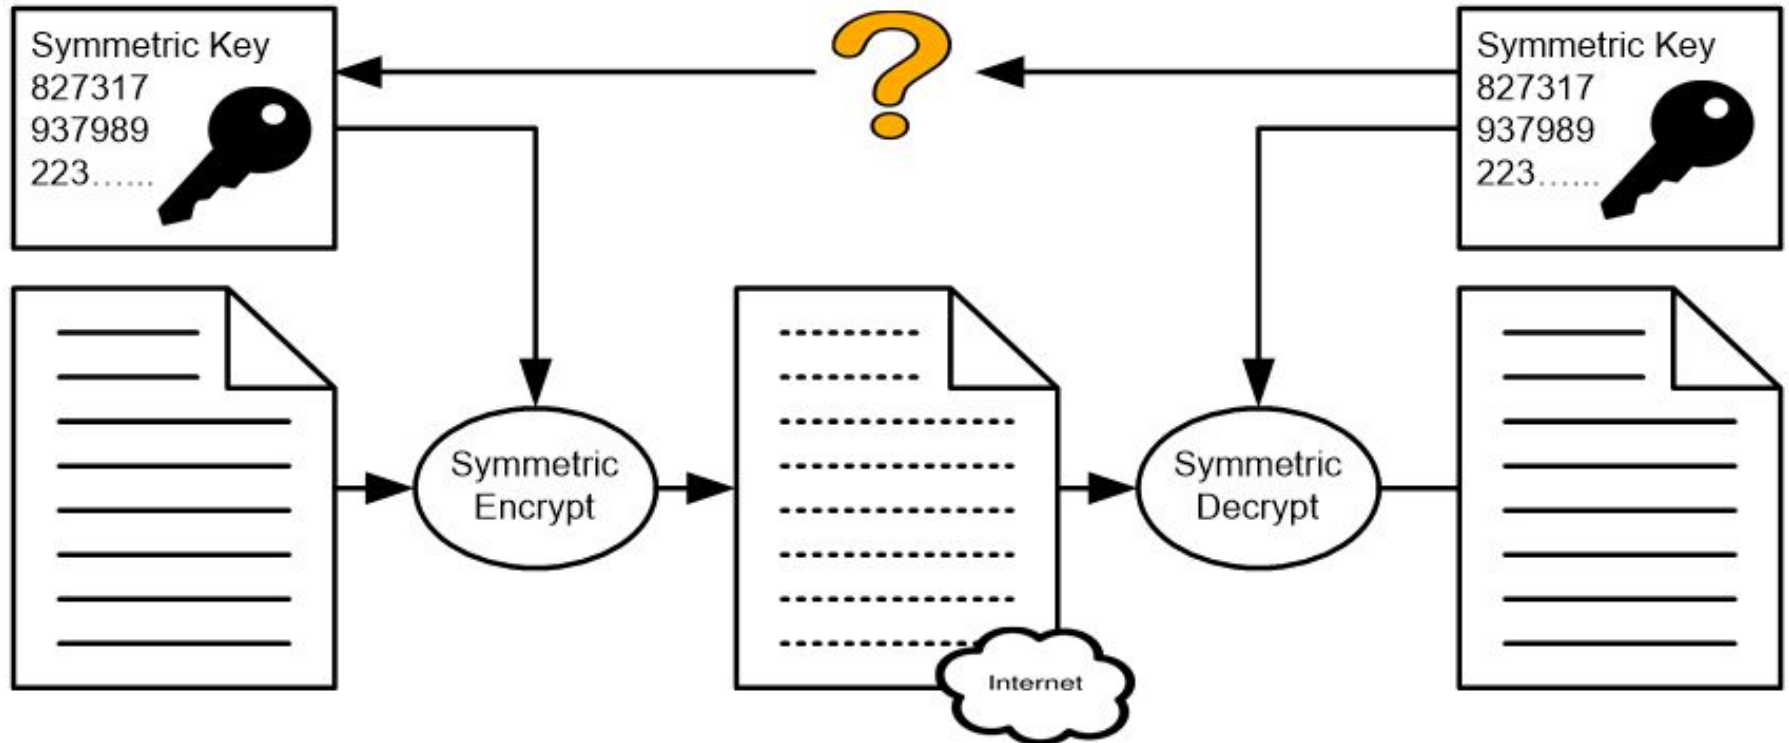 Symmetric Key
827317
937989
223......
?
Symmetric Key
827317
937989
223......
Symmetric
Encrypt
Symmetric
Decrypt
Internet